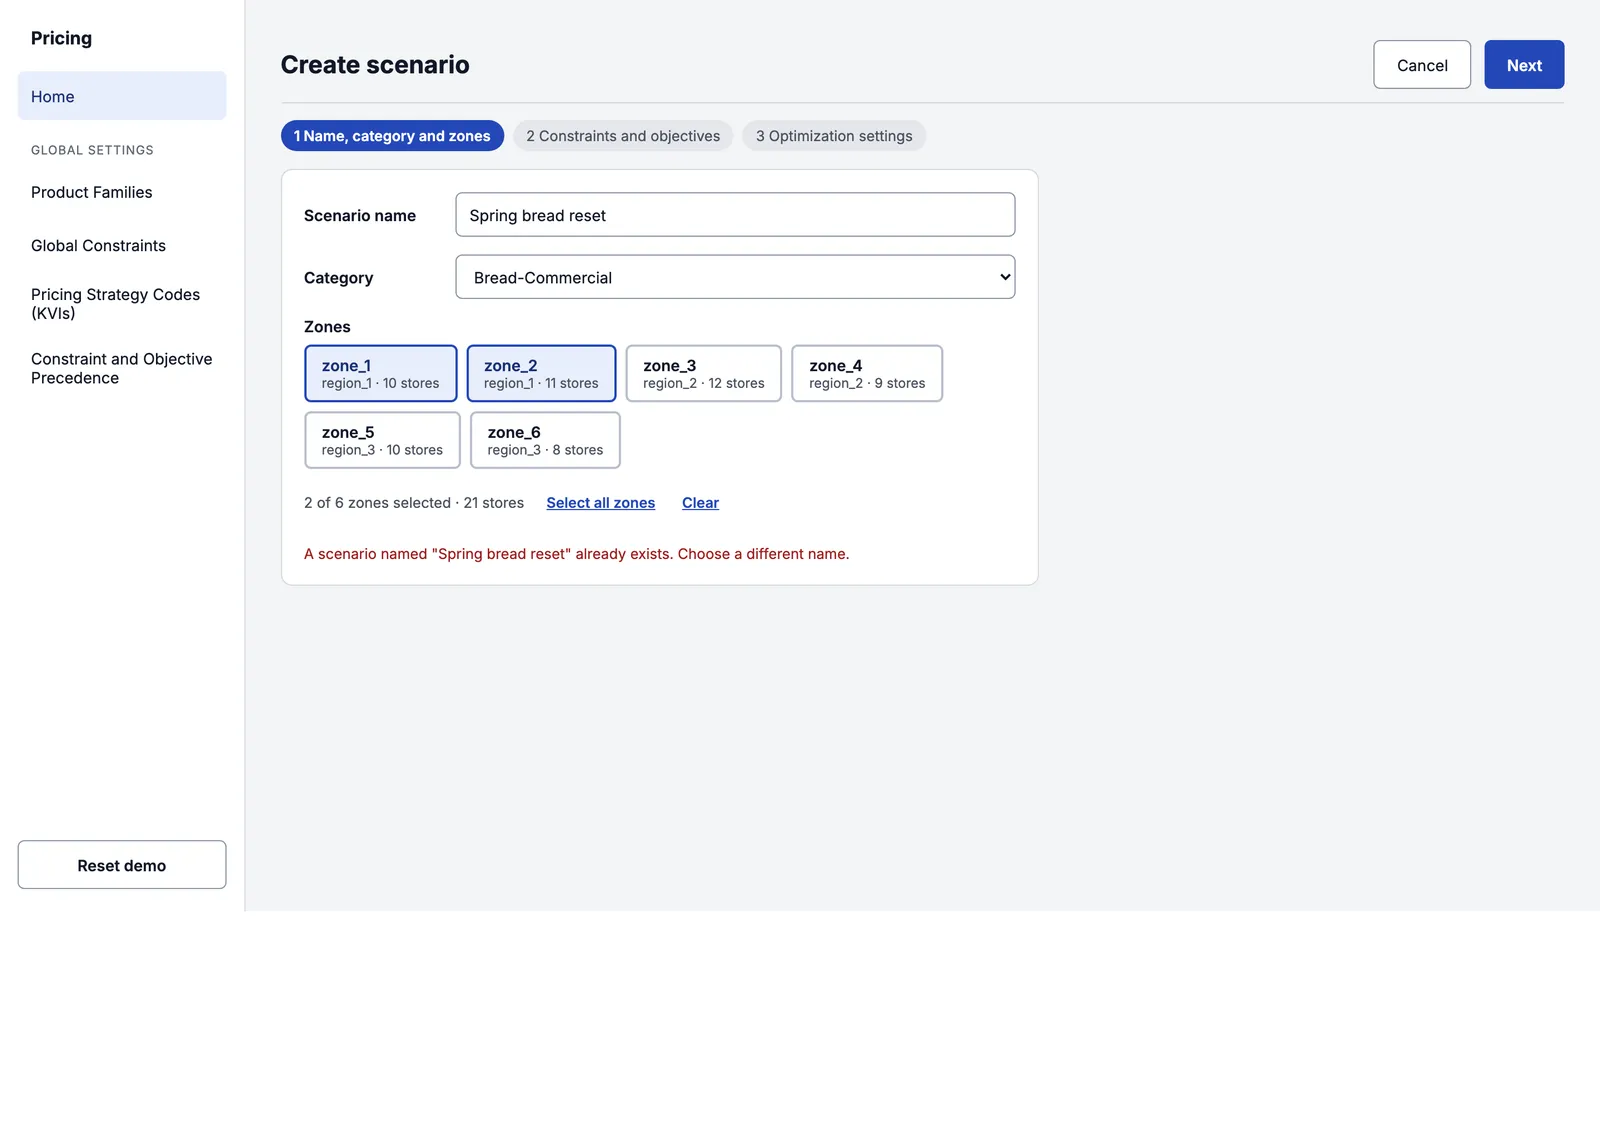 Pricing
Home
GLOBAL SETTINGS
Product Families
Global Constraints
Pricing Strategy Codes
(KVIs)
Constraint and Objective
Precedence
Reset demo
Create scenario
Cancel
Next
1 Name, category and zones
2 Constraints and objectives
3 Optimization settings
Scenario name
Spring bread reset
Category
Bread-Commercial
Zones
zone_1
region_1 · 10 stores
zone_2
region_1 · 11 stores
zone_3
region_2 · 12 stores
zone_4
region_2 · 9 stores
zone_5
region_3 · 10 stores
zone_6
region_3 · 8 stores
2 of 6 zones selected · 21 stores
Select all zones
Clear
A scenario named "Spring bread reset" already exists. Choose a different name.